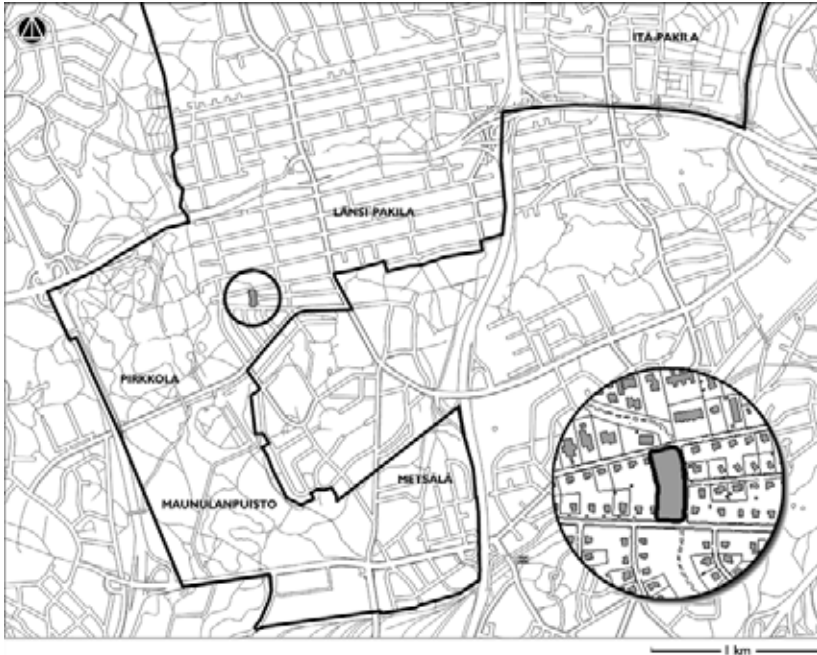 ITÄ-PAKILA
LÄNSI-PAKILA
PIRKKOLA
METSÄLÄ
MAUNULANPUISTO
1 km